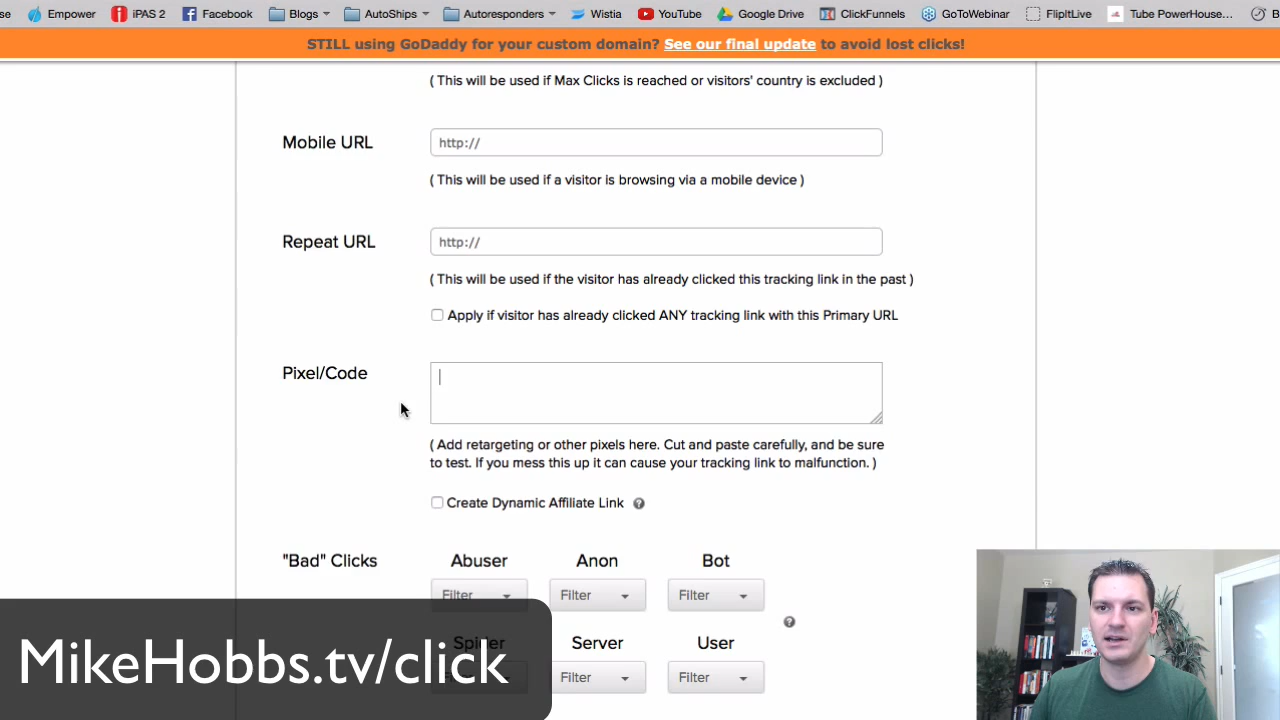 se Empower iPAS 2 Facebook Blogs AutoShips Autoresponders Wistia YouTube Google Drive ClickFunnels GoToWebinar FlipItLive Tube PowerHouse... B
STILL using GoDaddy for your custom domain? See our final update to avoid lost clicks!
( This will be used if Max Clicks is reached or visitors' country is excluded )
Mobile URL http://
( This will be used if a visitor is browsing via a mobile device )
Repeat URL http://
( This will be used if the visitor has already clicked this tracking link in the past )
Apply if visitor has already clicked ANY tracking link with this Primary URL
Pixel/Code
( Add retargeting or other pixels here. Cut and paste carefully, and be sure
to test. If you mess this up it can cause your tracking link to malfunction. )
Create Dynamic Affiliate Link ?
"Bad" Clicks Abuser Anon Bot
Filter Filter Filter
?
Spider Server User
Filter Filter Filter
MikeHobbs.tv/click